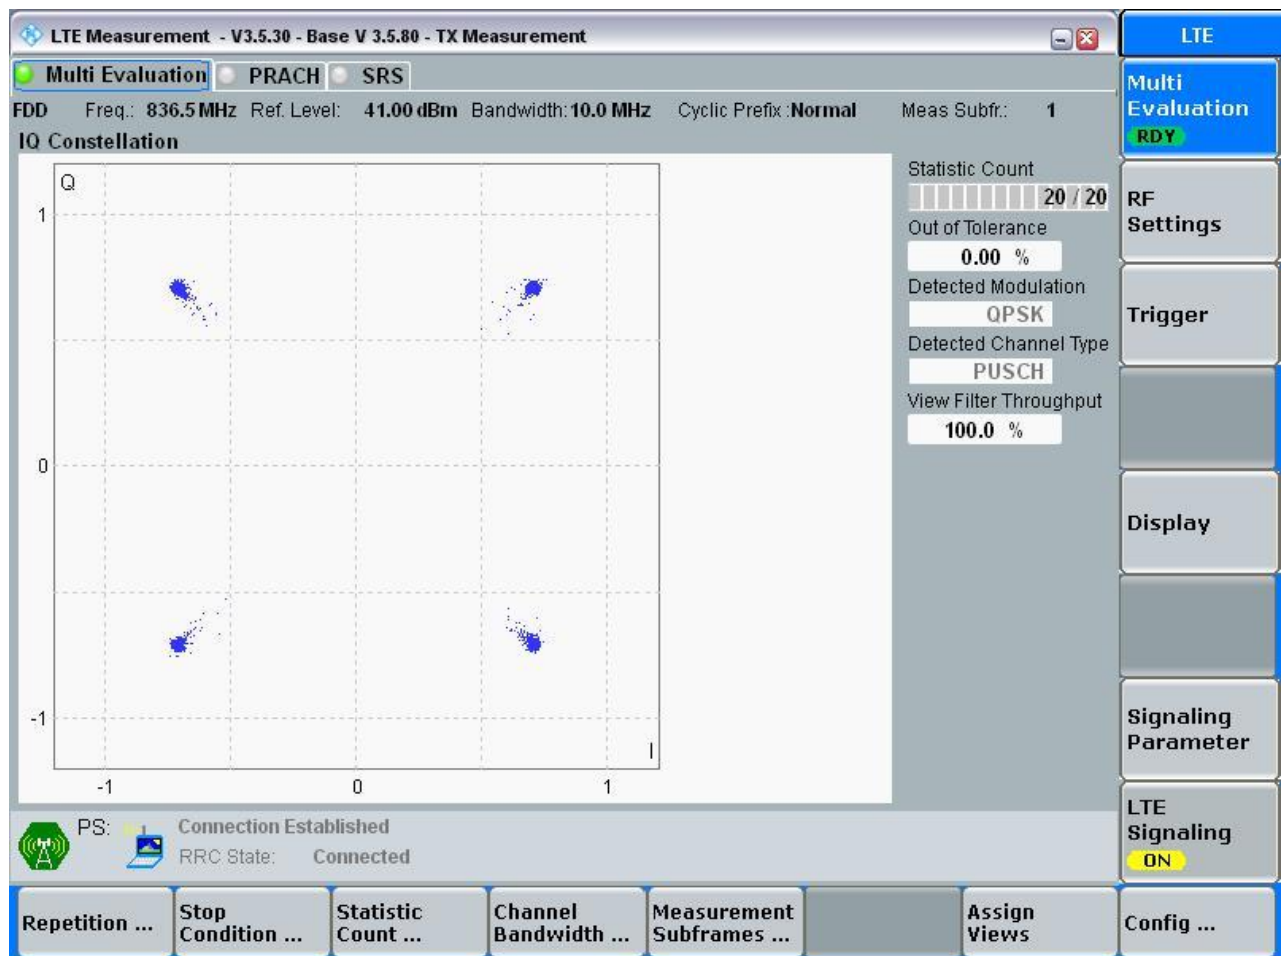 LTE Measurement - V3.5.30 - Base V 3.5.80 - TX Measurement
LTE
Multi Evaluation PRACH SRS
FDD Freq.: 836.5 MHz Ref. Level: 41.00 dBm Bandwidth: 10.0 MHz Cyclic Prefix : Normal Meas Subfr.: 1
IQ Constellation
Q
1
0
-1
-1 0 1
I
Statistic Count
20 / 20
Out of Tolerance
0.00 %
Detected Modulation
QPSK
Detected Channel Type
PUSCH
View Filter Throughput
100.0 %
Multi
Evaluation
RDY
RF
Settings
Trigger
Display
Signaling
Parameter
LTE
Signaling
ON
PS: Connection Established
RRC State: Connected
Repetition ...
Stop
Condition ...
Statistic
Count ...
Channel
Bandwidth ...
Measurement
Subframes ...
Assign
Views
Config ...